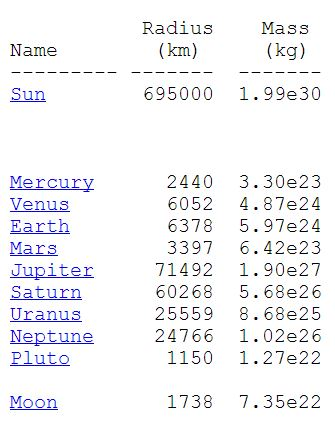 Radius Mass
Name (km) (kg)
--------- ------- -------
Sun 695000 1.99e30
Mercury 2440 3.30e23
Venus 6052 4.87e24
Earth 6378 5.97e24
Mars 3397 6.42e23
Jupiter 71492 1.90e27
Saturn 60268 5.68e26
Uranus 25559 8.68e25
Neptune 24766 1.02e26
Pluto 1150 1.27e22
Moon 1738 7.35e22